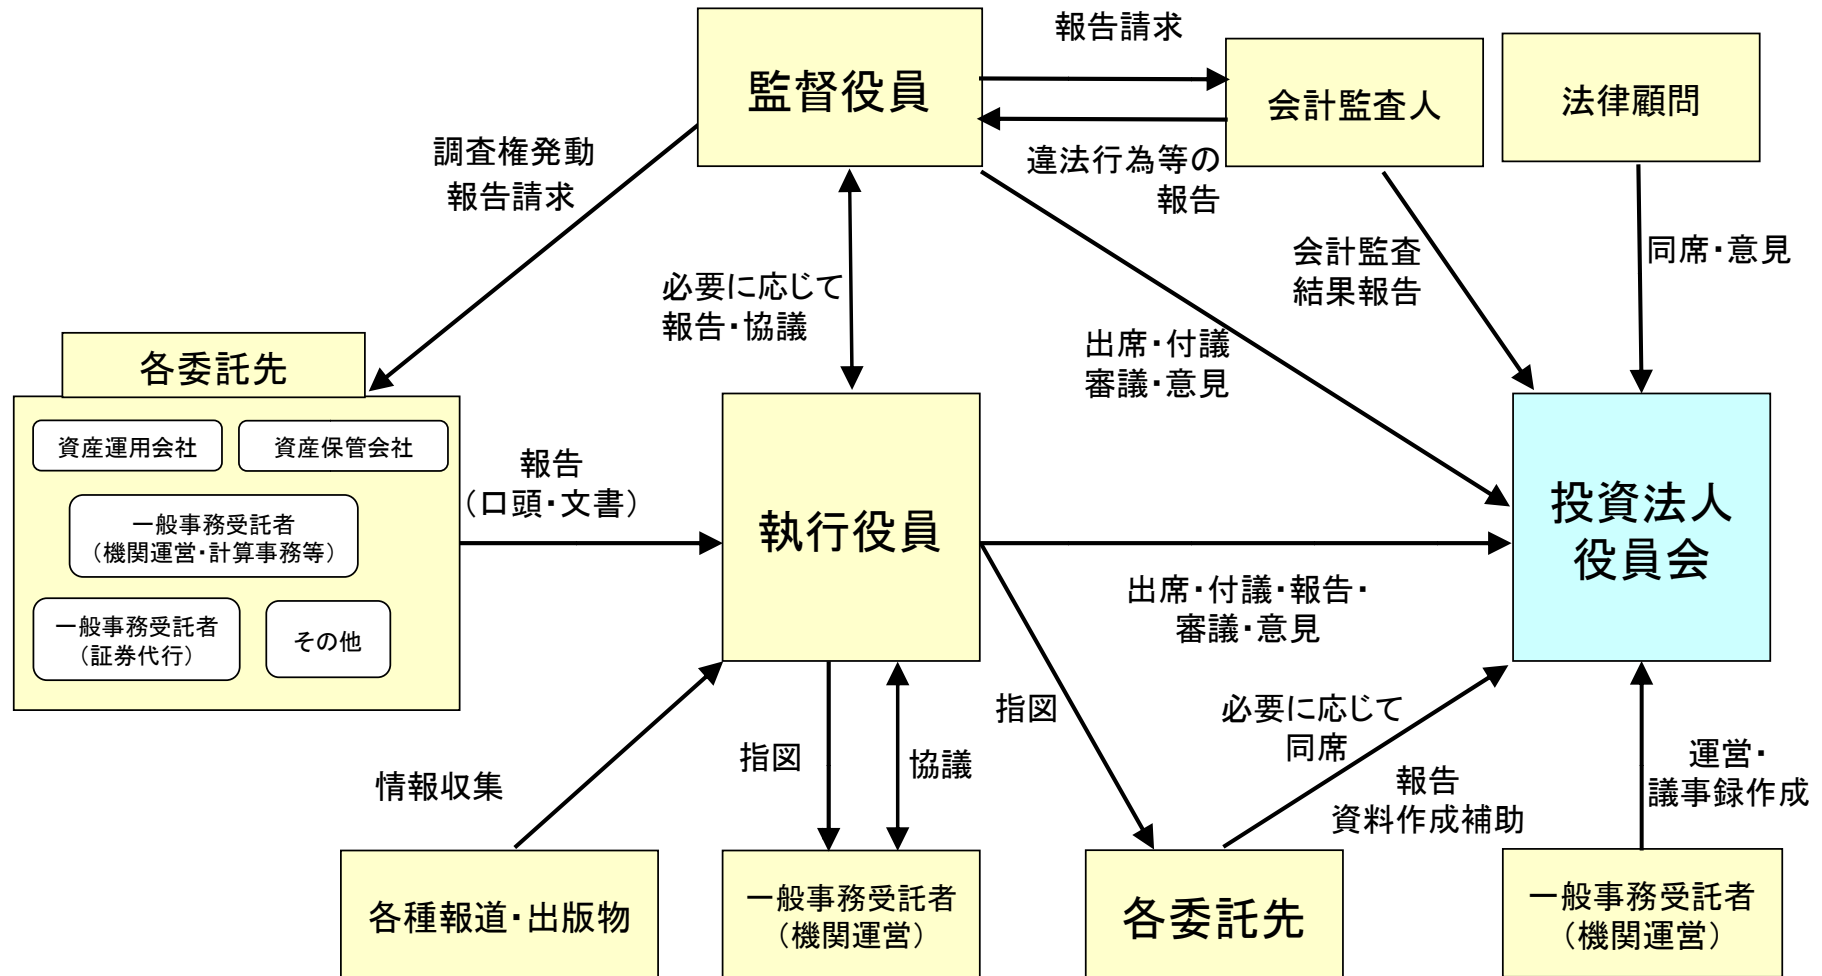 報告請求
監督役員
会計監査人
法律顧問
調査権発動
報告請求
違法行為等の
報告
必要に応じて
報告・協議
会計監査
結果報告
同席・意見
出席・付議
審議・意見
各委託先
資産運用会社
資産保管会社
一般事務受託者
（機関運営・計算事務等）
一般事務受託者
（証券代行）
その他
報告
（口頭・文書）
執行役員
投資法人
役員会
出席・付議・報告・
審議・意見
情報収集
指図
協議
指図
必要に応じて
同席
報告
資料作成補助
運営・
議事録作成
各種報道・出版物
一般事務受託者
（機関運営）
各委託先
一般事務受託者
（機関運営）